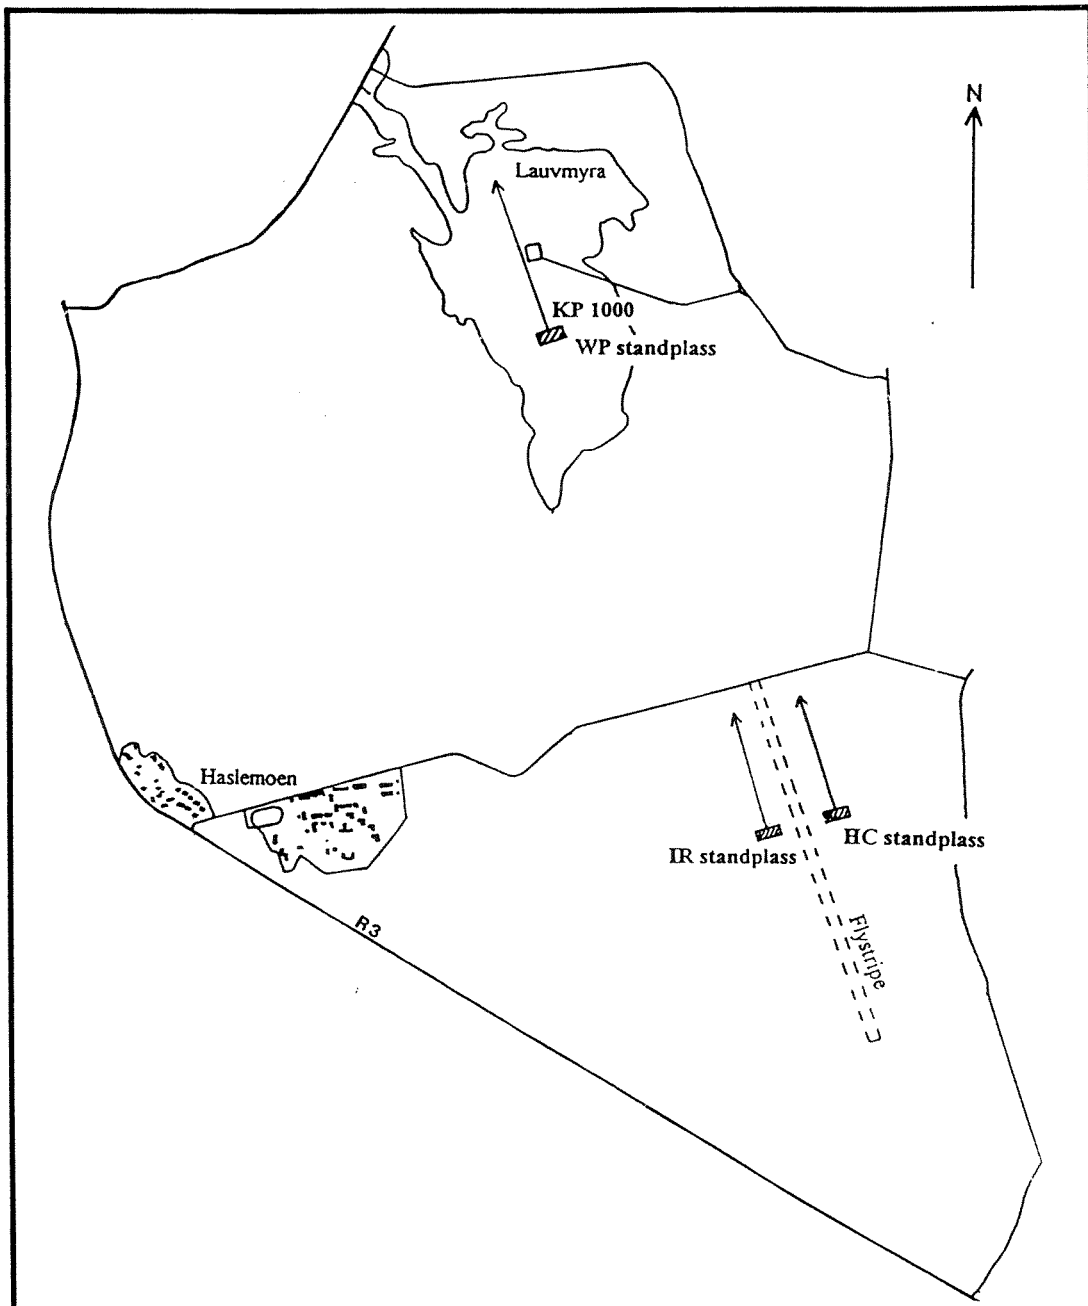 N
Lauvmyra
KP 1000
WP standplass
Haslemoen
IR standplass
HC standplass
R3
Flystripe